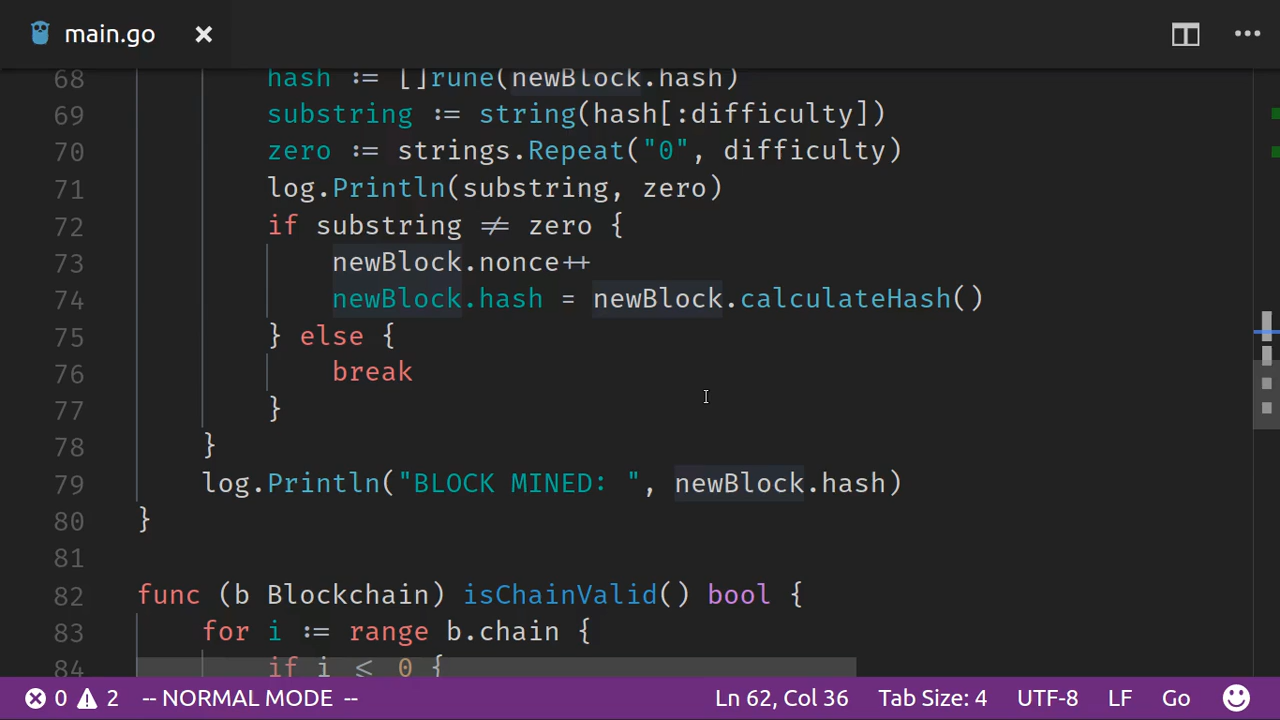 main.go
68 hash := []rune(newBlock.hash)
69 substring := string(hash[:difficulty])
70 zero := strings.Repeat("0", difficulty)
71 log.Println(substring, zero)
72 if substring ≠ zero {
73 newBlock.nonce++
74 newBlock.hash = newBlock.calculateHash()
75 } else {
76 break
77 }
78 }
79 log.Println("BLOCK MINED: ", newBlock.hash)
80 }
81
82 func (b Blockchain) isChainValid() bool {
83 for i := range b.chain {
84 if i ≤ 0 {
0 2 -- NORMAL MODE -- Ln 62, Col 36 Tab Size: 4 UTF-8 LF Go